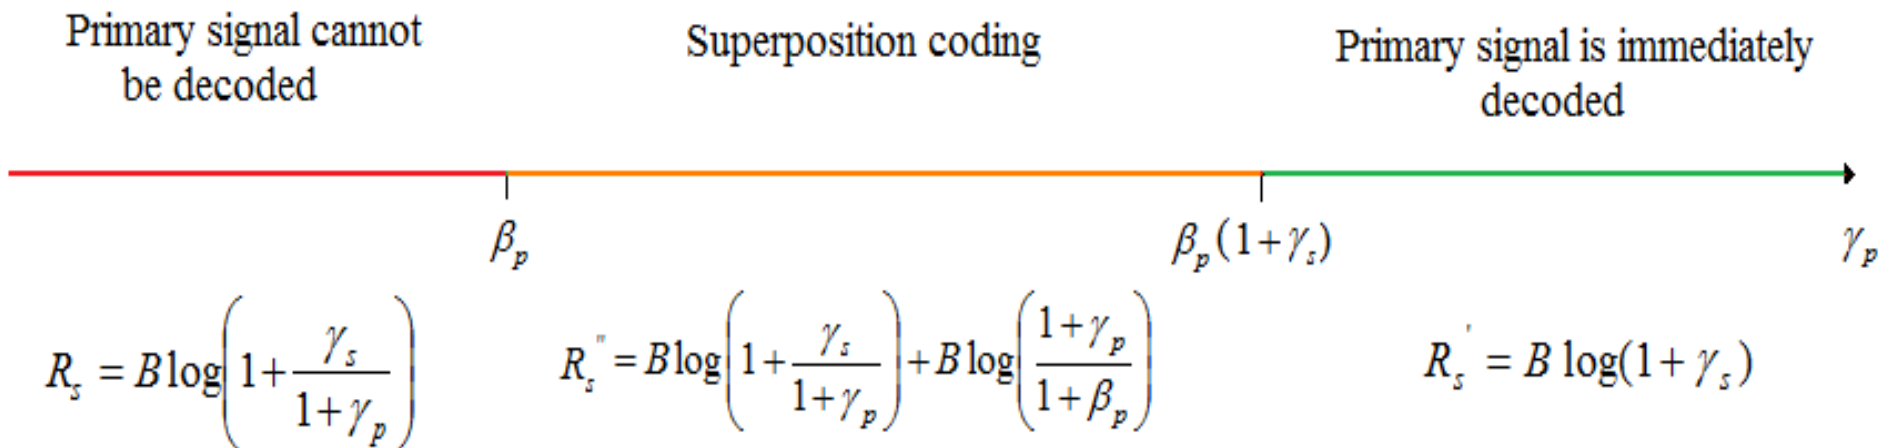 Primary signal cannot
be decoded
Superposition coding
Primary signal is immediately
decoded
β_p
β_p(1+γ_s)
γ_p
R_s = B log(1 + γ_s / (1+γ_p))
R_s'' = B log(1 + γ_s / (1+γ_p)) + B log((1+γ_p) / (1+β_p))
R_s' = B log(1+γ_s)